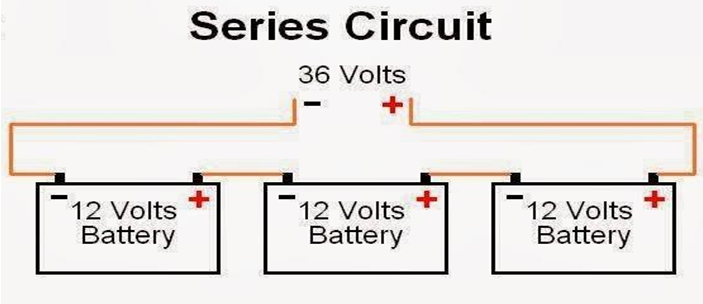 Series Circuit
36 Volts
− +
− +
12 Volts
Battery
− +
12 Volts
Battery
− +
12 Volts
Battery